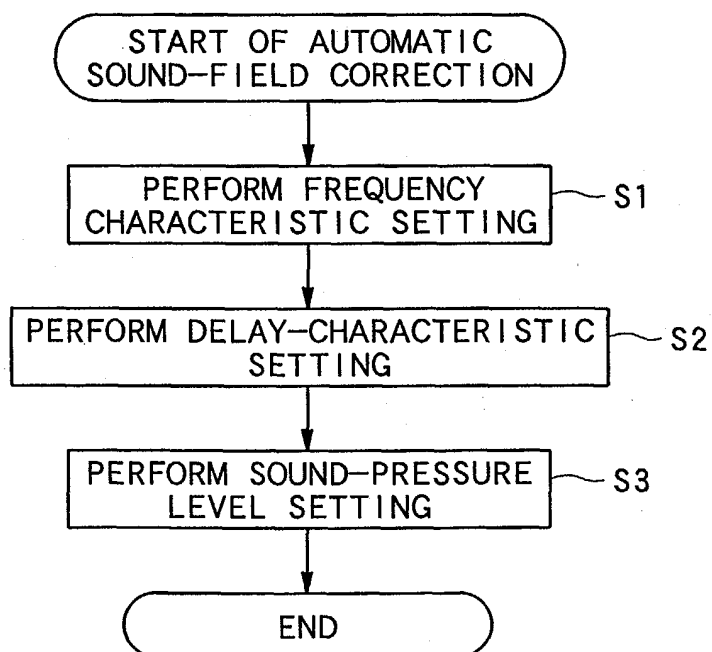 START OF AUTOMATIC
SOUND-FIELD CORRECTION
PERFORM FREQUENCY
CHARACTERISTIC SETTING
S1
PERFORM DELAY-CHARACTERISTIC
SETTING
S2
PERFORM SOUND-PRESSURE
LEVEL SETTING
S3
END